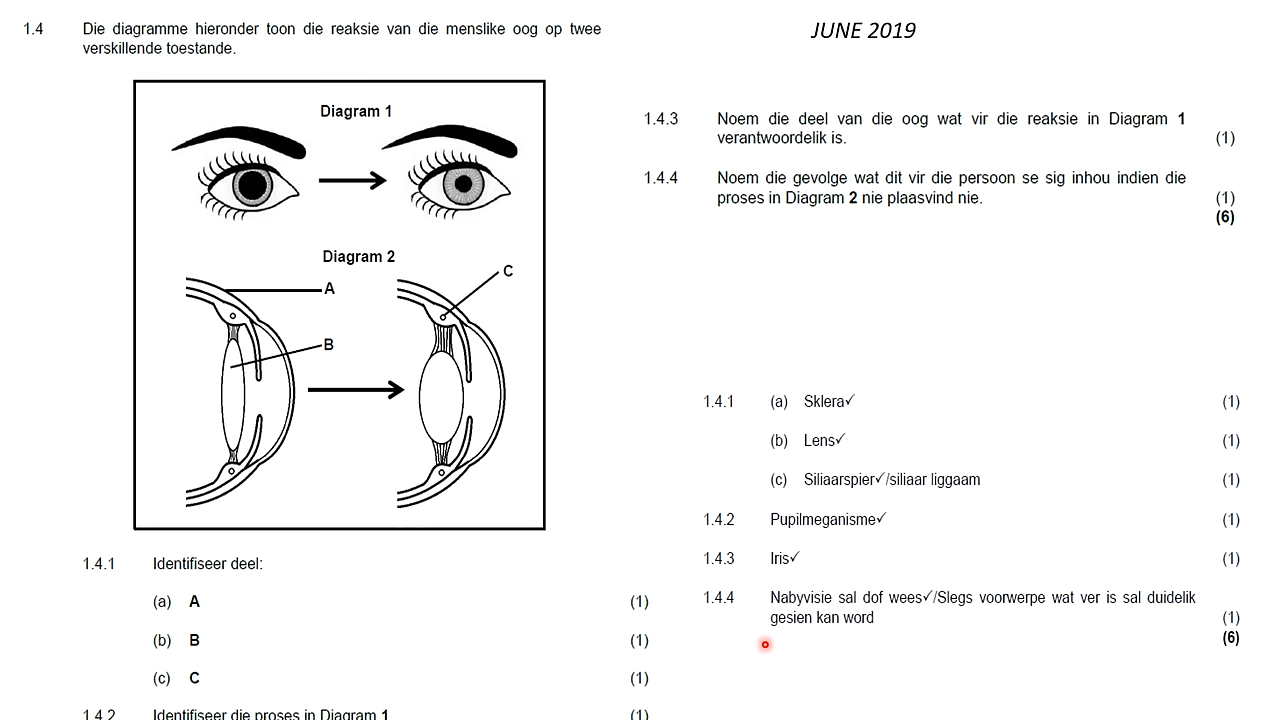 1.4 Die diagramme hieronder toon die reaksie van die menslike oog op twee
verskillende toestande.
Diagram 1
Diagram 2
A
B
C
1.4.1 Identifiseer deel:
(a) A (1)
(b) B (1)
(c) C (1)
1.4.2 Identifiseer die proses in Diagram 1 (1)
JUNE 2019
1.4.3 Noem die deel van die oog wat vir die reaksie in Diagram 1
verantwoordelik is. (1)
1.4.4 Noem die gevolge wat dit vir die persoon se sig inhou indien die
proses in Diagram 2 nie plaasvind nie. (1)
(6)
1.4.1 (a) Sklera✓ (1)
(b) Lens✓ (1)
(c) Siliaarspier✓/siliaar liggaam (1)
1.4.2 Pupilmeganisme✓ (1)
1.4.3 Iris✓ (1)
1.4.4 Nabyvisie sal dof wees✓/Slegs voorwerpe wat ver is sal duidelik
gesien kan word (1)
(6)